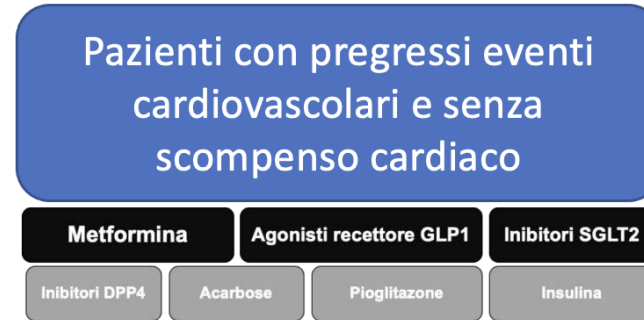 Pazienti con pregressi eventi
cardiovascolari e senza
scompenso cardiaco
Metformina Agonisti recettore GLP1 Inibitori SGLT2
Inibitori DPP4 Acarbose Pioglitazone Insulina